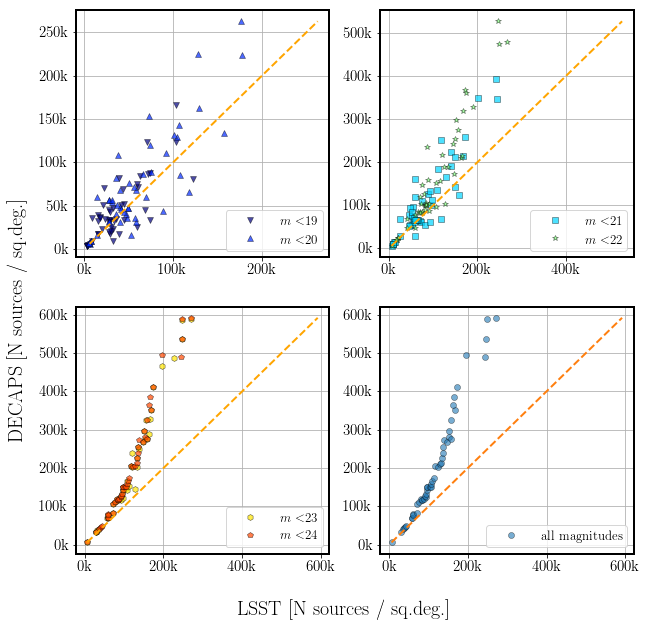 250k
200k
150k
100k
50k
0k
0k 100k 200k
m <19
m <20
500k
400k
300k
200k
100k
0k
0k 200k 400k
m <21
m <22
DECAPS [N sources / sq.deg.]
600k
500k
400k
300k
200k
100k
0k
0k 200k 400k 600k
m <23
m <24
600k
500k
400k
300k
200k
100k
0k
0k 200k 400k 600k
all magnitudes
LSST [N sources / sq.deg.]